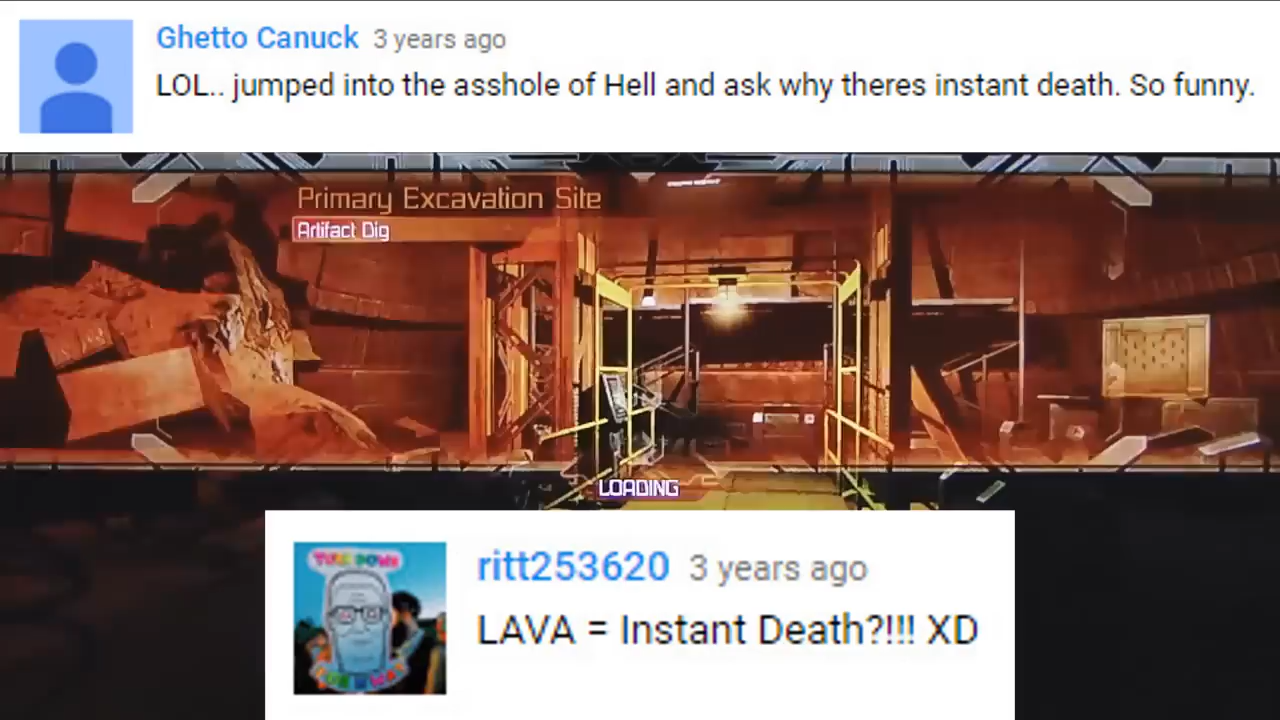 Ghetto Canuck 3 years ago
LOL.. jumped into the asshole of Hell and ask why theres instant death. So funny.
Primary Excavation Site
Artifact Dig
LOADING
ritt253620 3 years ago
LAVA = Instant Death?!!! XD